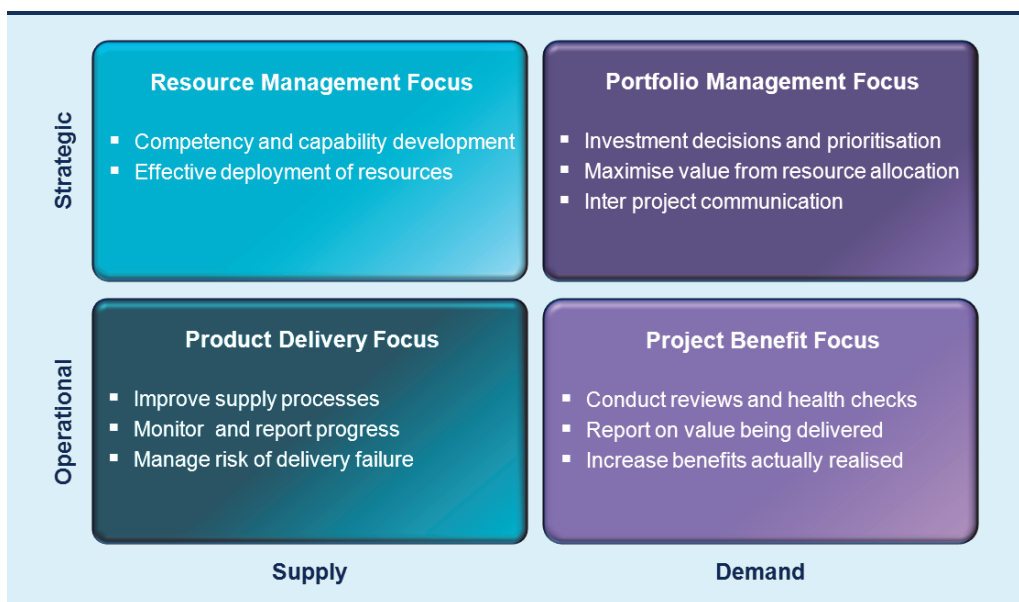 Strategic
Resource Management Focus
▪ Competency and capability development
▪ Effective deployment of resources
Portfolio Management Focus
▪ Investment decisions and prioritisation
▪ Maximise value from resource allocation
▪ Inter project communication
Operational
Product Delivery Focus
▪ Improve supply processes
▪ Monitor and report progress
▪ Manage risk of delivery failure
Project Benefit Focus
▪ Conduct reviews and health checks
▪ Report on value being delivered
▪ Increase benefits actually realised
Supply
Demand